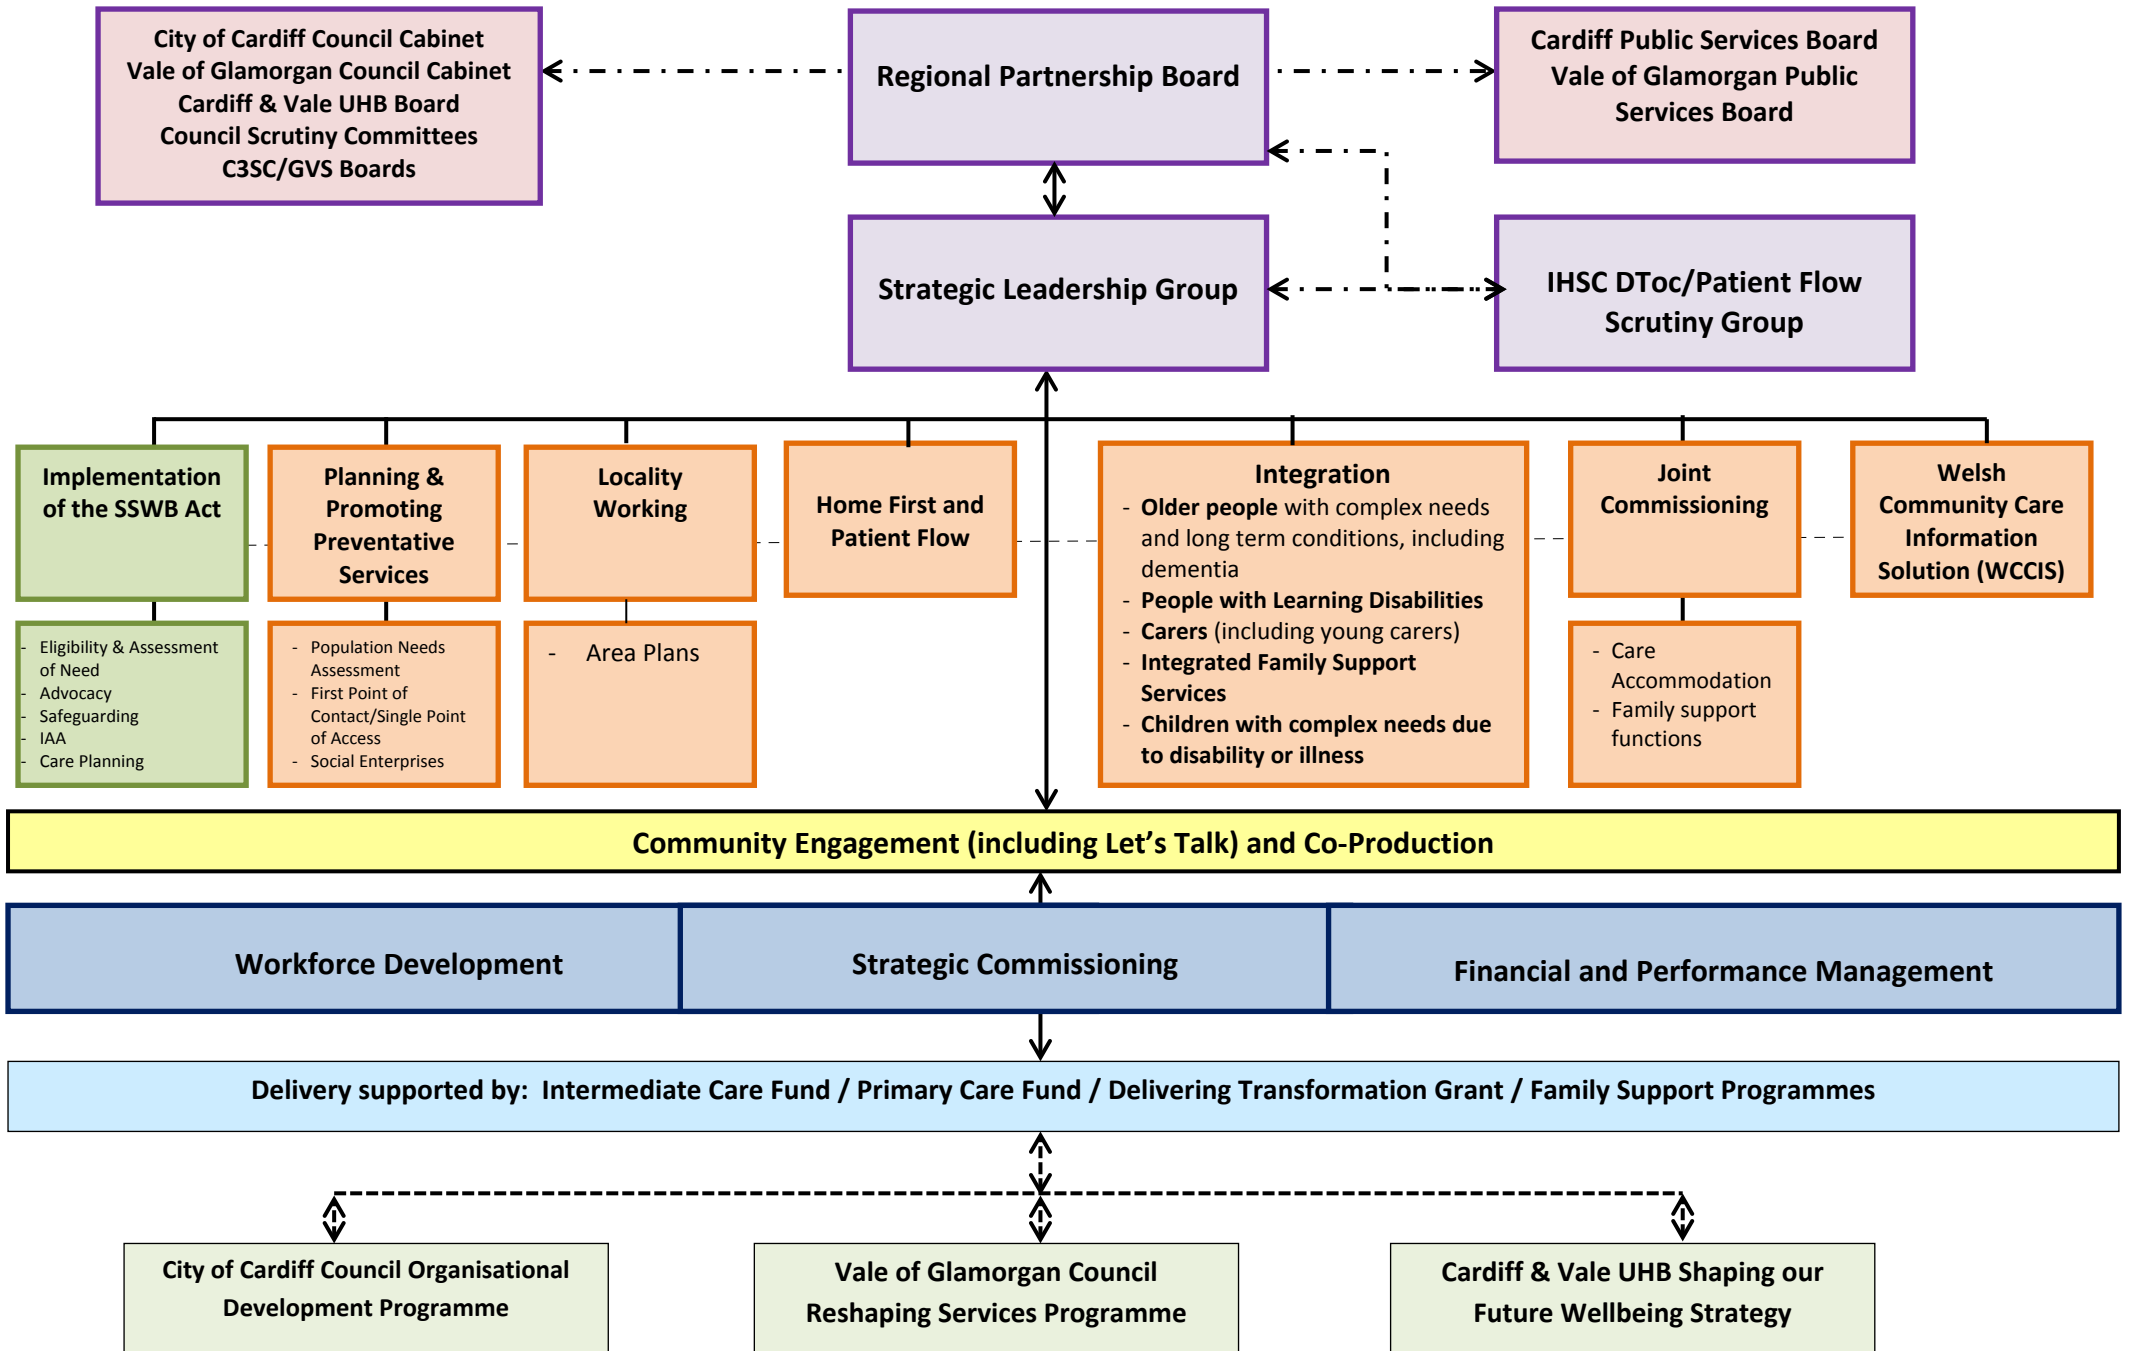 City of Cardiff Council Cabinet
Vale of Glamorgan Council Cabinet
Cardiff & Vale UHB Board
Council Scrutiny Committees
C3SC/GVS Boards
Regional Partnership Board
Cardiff Public Services Board
Vale of Glamorgan Public
Services Board
Strategic Leadership Group
IHSC DToc/Patient Flow
Scrutiny Group
Implementation
of the SSWB Act
Planning &
Promoting
Preventative
Services
Locality
Working
Home First and
Patient Flow
Integration
- Older people with complex needs
and long term conditions, including
dementia
- People with Learning Disabilities
- Carers (including young carers)
- Integrated Family Support
Services
- Children with complex needs due
to disability or illness
Joint
Commissioning
Welsh
Community Care
Information
Solution (WCCIS)
- Eligibility & Assessment
of Need
- Advocacy
- Safeguarding
- IAA
- Care Planning
- Population Needs
Assessment
- First Point of
Contact/Single Point
of Access
- Social Enterprises
- Area Plans
- Care
Accommodation
- Family support
functions
Community Engagement (including Let’s Talk) and Co-Production
Workforce Development
Strategic Commissioning
Financial and Performance Management
Delivery supported by: Intermediate Care Fund / Primary Care Fund / Delivering Transformation Grant / Family Support Programmes
City of Cardiff Council Organisational
Development Programme
Vale of Glamorgan Council
Reshaping Services Programme
Cardiff & Vale UHB Shaping our
Future Wellbeing Strategy